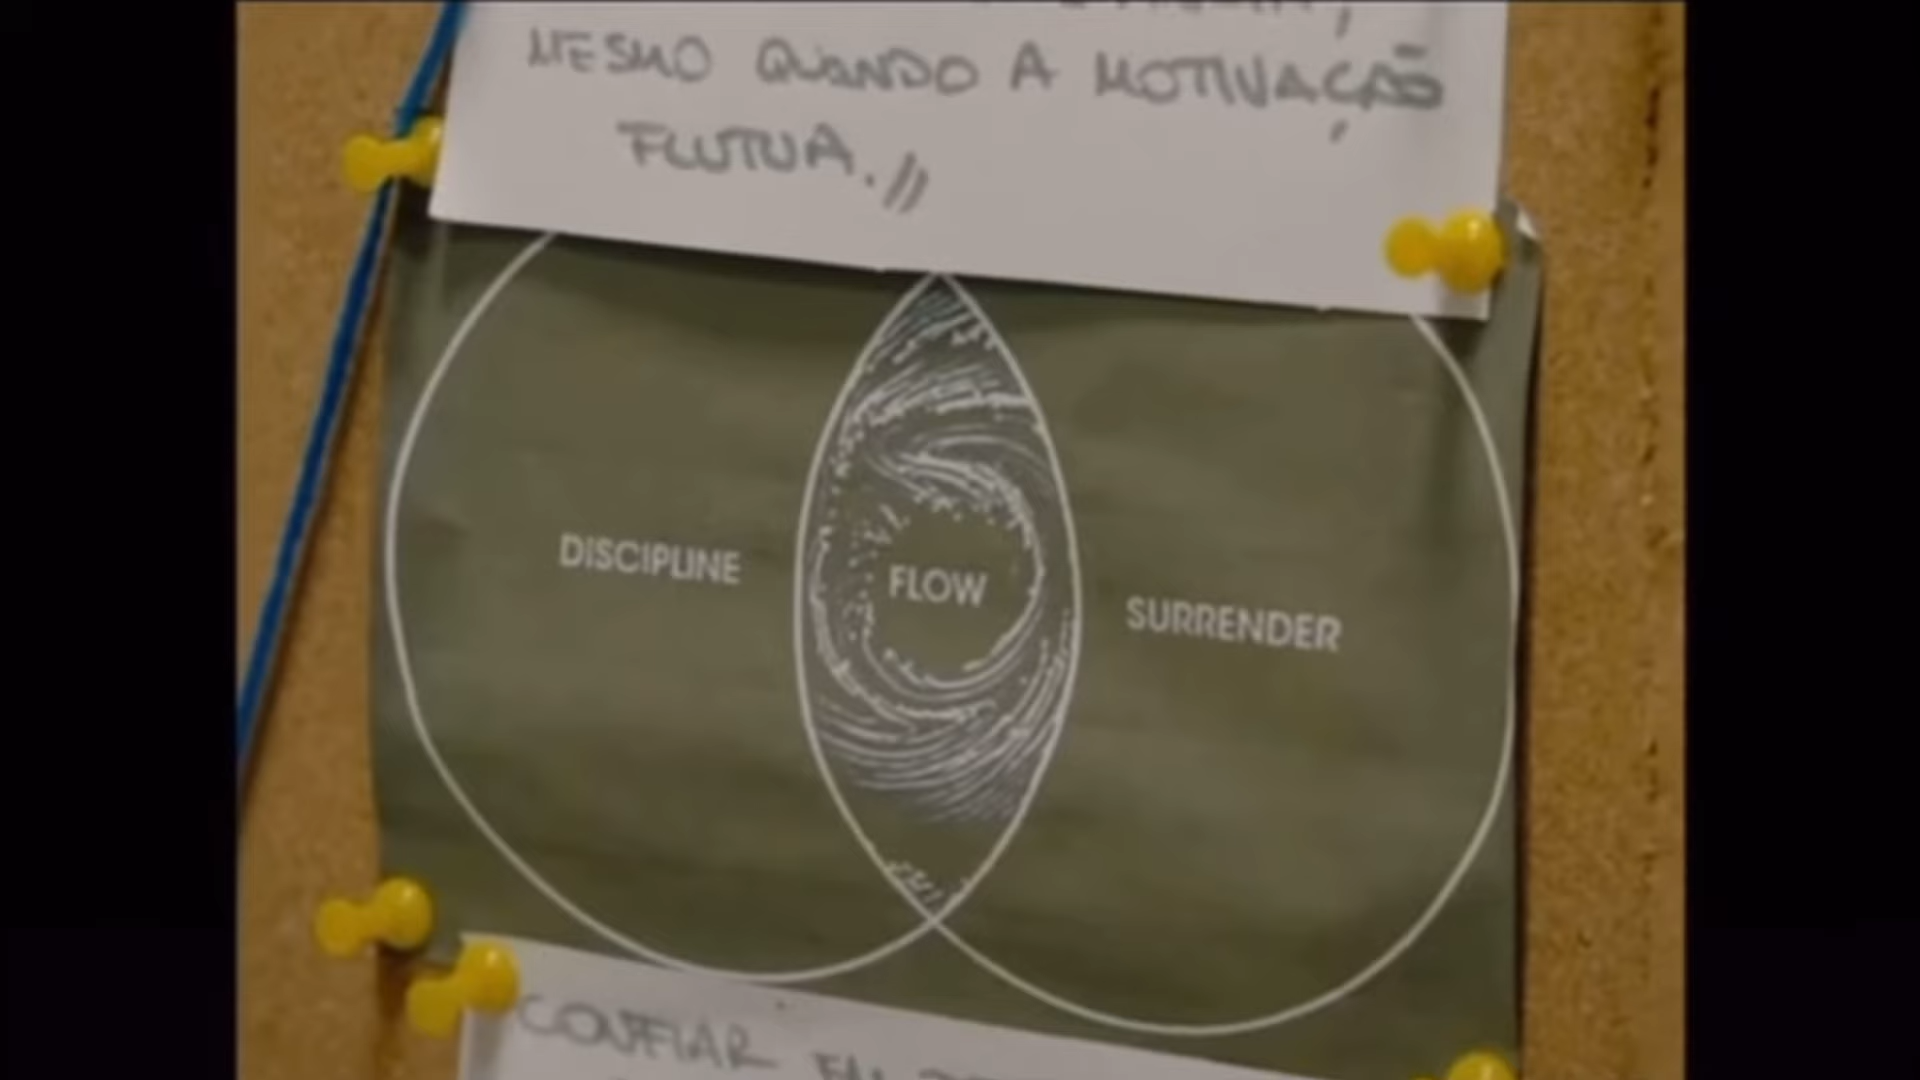 MESMO QUANDO A MOTIVAÇÃO
FLUTUA.//
DISCIPLINE
FLOW
SURRENDER
CONFIAR